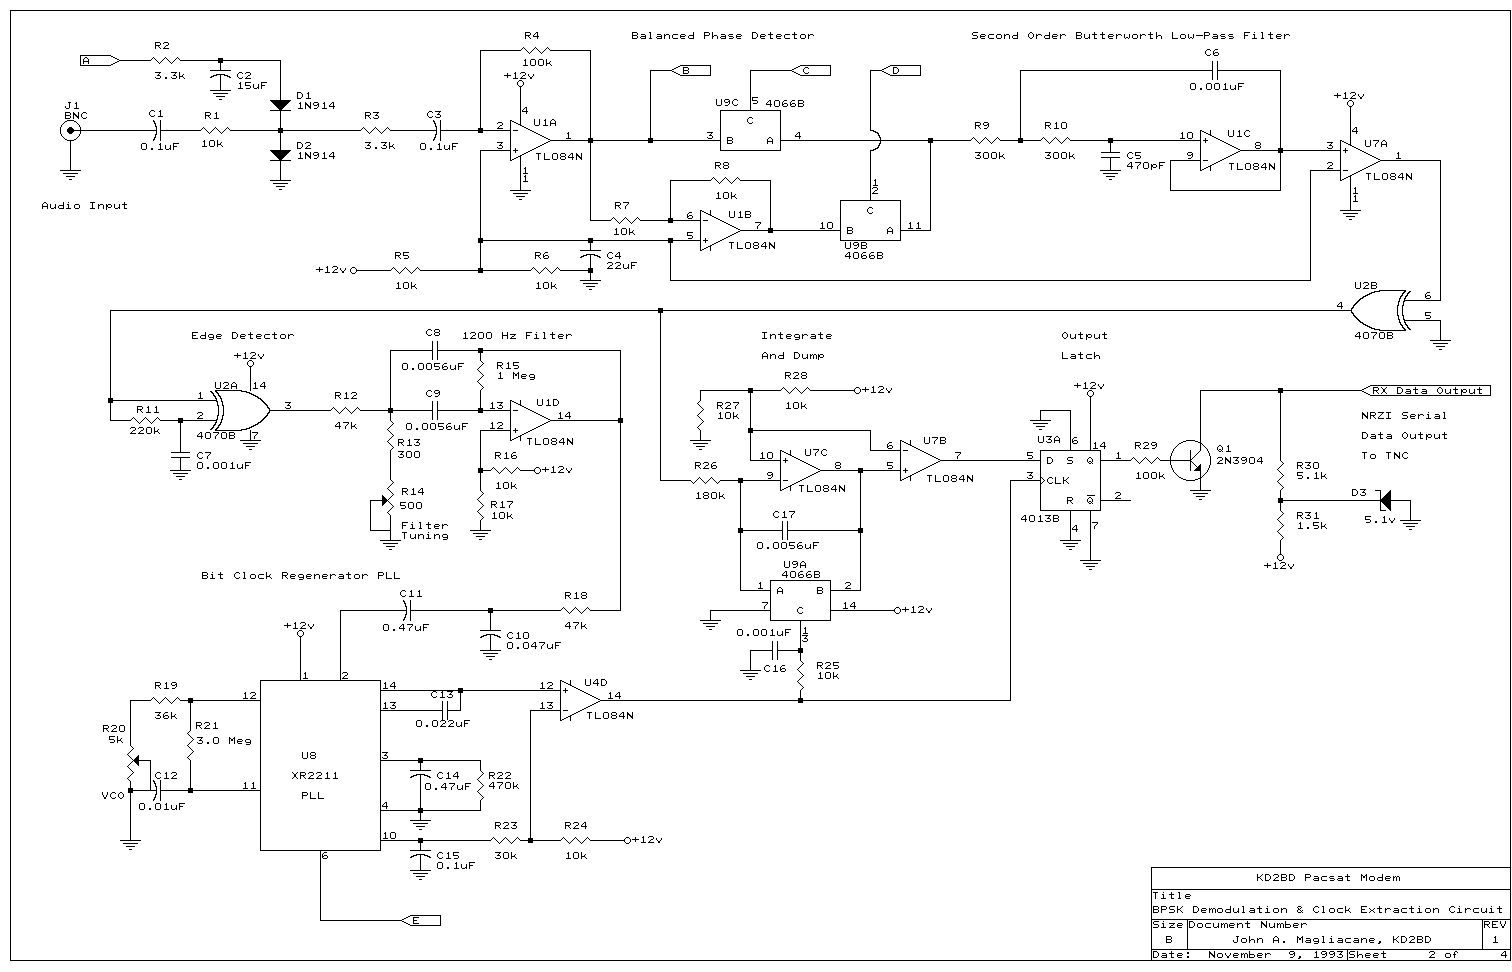 Balanced Phase Detector
Second Order Butterworth Low-Pass Filter
A
R2
3.3k
C2
15uF
D1
1N914
J1
BNC
C1
0.1uF
R1
10k
D2
1N914
R3
3.3k
C3
0.1uF
Audio Input
R4
100k
+12v
4
2
3
U1A
1
TL084N
11
B
C
D
U9C
4066B
5
C
3
B
A
4
R7
10k
R8
10k
6
5
U1B
7
TL084N
12
C
10
B
A
11
U9B
4066B
R9
300k
R10
300k
C6
0.001uF
C5
470pF
10
9
U1C
8
TL084N
+12v
4
3
2
U7A
1
TL084N
11
+12v
R5
10k
R6
10k
C4
22uF
U2B
4
6
5
4070B
Edge Detector
+12v
U2A
14
1
2
3
R11
220k
4070B
7
C7
0.001uF
R12
47k
1200 Hz Filter
C8
0.0056uF
R15
1 Meg
C9
0.0056uF
13
12
U1D
14
TL084N
R13
300
R14
500
Filter
Tuning
R16
10k
+12v
R17
10k
Integrate
And Dump
R28
10k
+12v
R27
10k
R26
180k
10
9
U7C
8
TL084N
6
5
U7B
7
TL084N
C17
0.0056uF
U9A
4066B
1
A
B
2
7
C
14
+12v
13
0.001uF
C16
R25
10k
Output
Latch
+12v
U3A
6
14
5
D
S
Q
1
3
CLK
R
Q
2
4013B
4
7
R29
100k
Q1
2N3904
RX Data Output
NRZI Serial
Data Output
To TNC
R30
5.1k
D3
5.1v
R31
1.5k
+12v
Bit Clock Regenerator PLL
C11
0.47uF
R18
47k
C10
0.047uF
+12v
1
2
12
14
13
R19
36k
R20
5k
R21
3.0 Meg
VCO
C12
0.01uF
11
U8
XR2211
PLL
3
4
10
6
C13
0.022uF
12
13
U4D
14
TL084N
C14
0.47uF
R22
470k
R23
30k
R24
10k
+12v
C15
0.1uF
E
KD2BD Pacsat Modem
Title
BPSK Demodulation & Clock Extraction Circuit
Size
Document Number
REV
B
John A. Magliacane, KD2BD
1
Date: November 9, 1993
Sheet 2 of 4